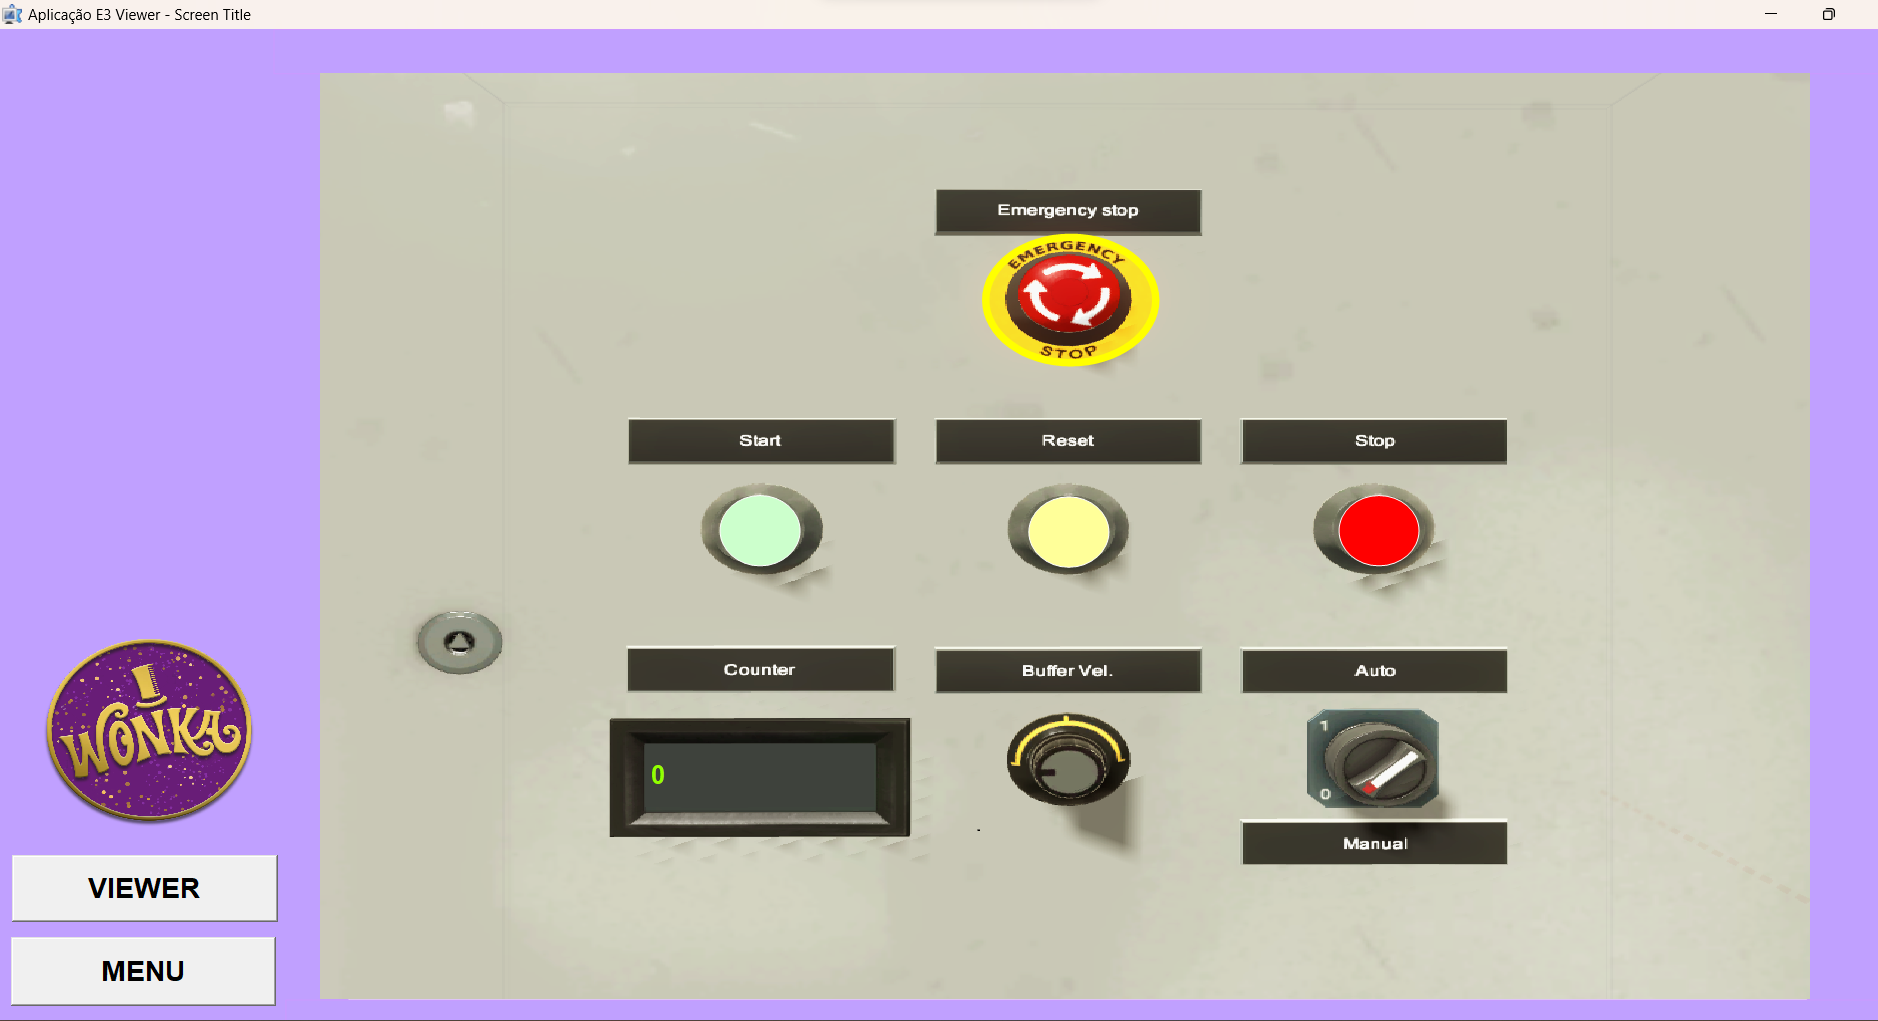 Aplicação E3 Viewer - Screen Title
Emergency stop
EMERGENCY
STOP
Start
Reset
Stop
Counter
Buffer Vel.
Auto
0
1
0
Manual
WONKA
VIEWER
MENU